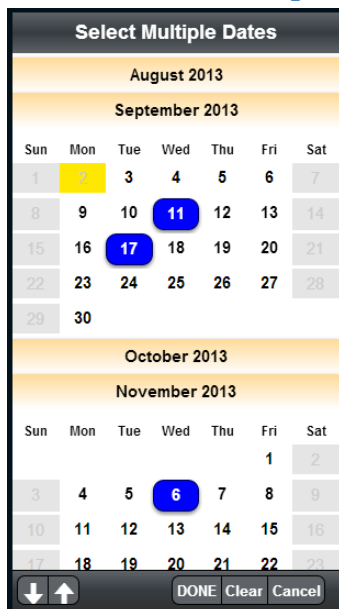 Select Multiple Dates
August 2013
September 2013
Sun Mon Tue Wed Thu Fri Sat
1 2 3 4 5 6 7
8 9 10 11 12 13 14
15 16 17 18 19 20 21
22 23 24 25 26 27 28
29 30
October 2013
November 2013
Sun Mon Tue Wed Thu Fri Sat
1 2
3 4 5 6 7 8 9
10 11 12 13 14 15 16
17 18 19 20 21 22 23
DONE Clear Cancel